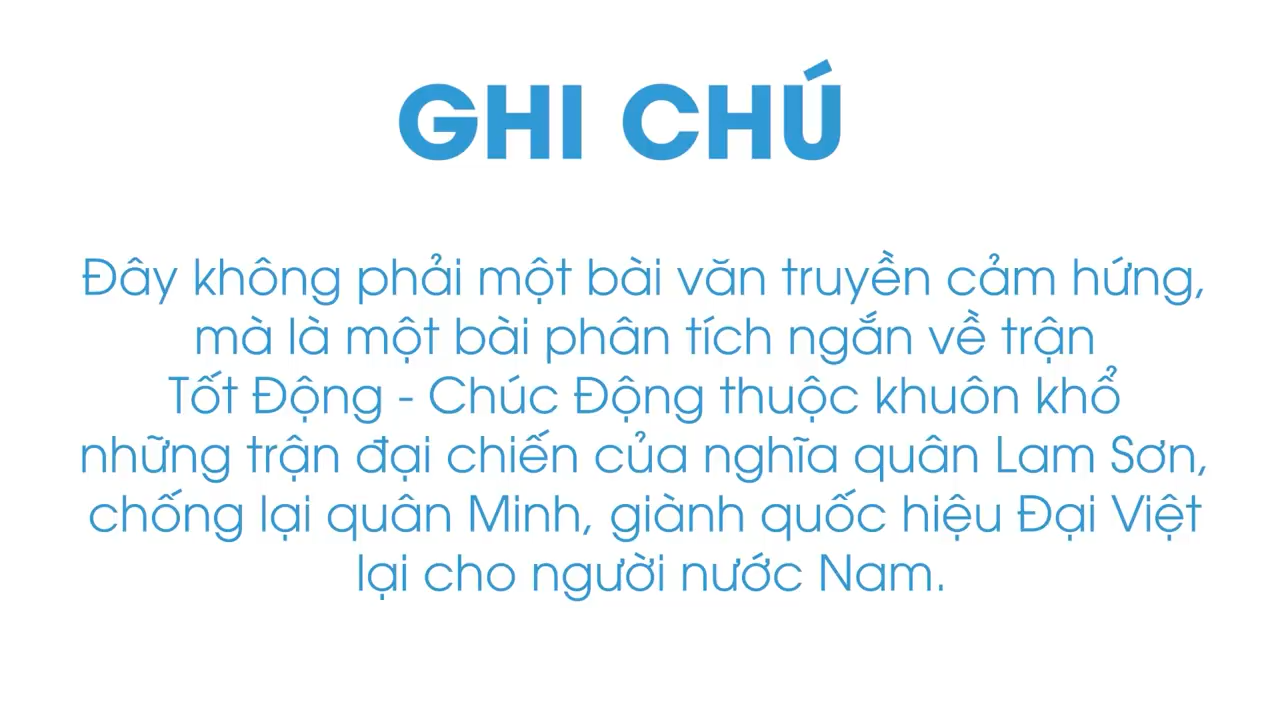 GHI CHÚ
Đây không phải một bài văn truyền cảm hứng,
mà là một bài phân tích ngắn về trận
Tốt Động - Chúc Động thuộc khuôn khổ
những trận đại chiến của nghĩa quân Lam Sơn,
chống lại quân Minh, giành quốc hiệu Đại Việt
lại cho người nước Nam.